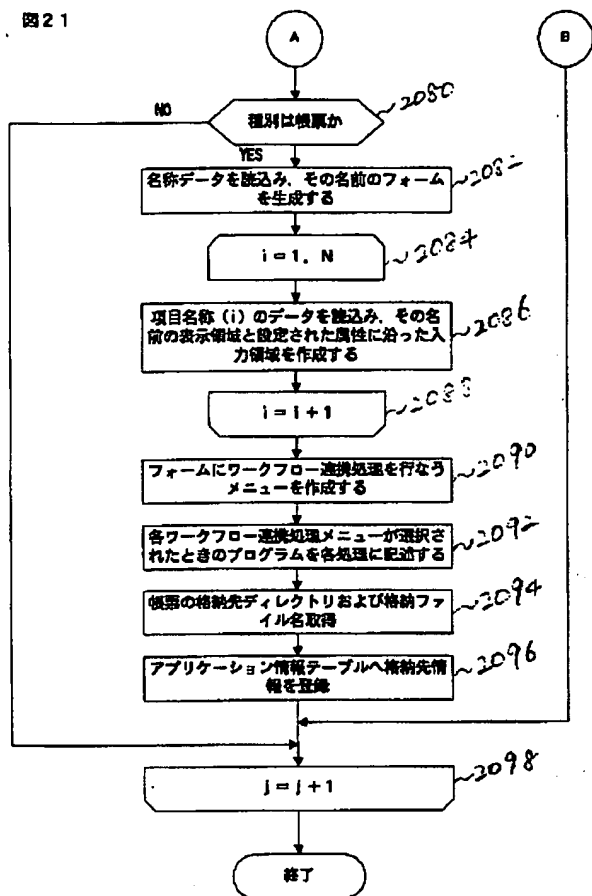 図21
A
B
種別は帳票か
2080
NO
YES
名称データを読込み、その名前のフォーム
を生成する
2082
i=1, N
2084
項目名称(i)のデータを読込み、その名
前の表示領域と設定された属性に沿った入
力領域を作成する
2086
i=i+1
2088
フォームにワークフロー連携処理を行なう
メニューを作成する
2090
各ワークフロー連携処理メニューが選択さ
れたときのプログラムを各処理に記述する
2092
帳票の格納先ディレクトリおよび格納ファ
イル名取得
2094
アプリケーション情報テーブルへ格納先情
報を登録
2096
j=j+1
2098
終了